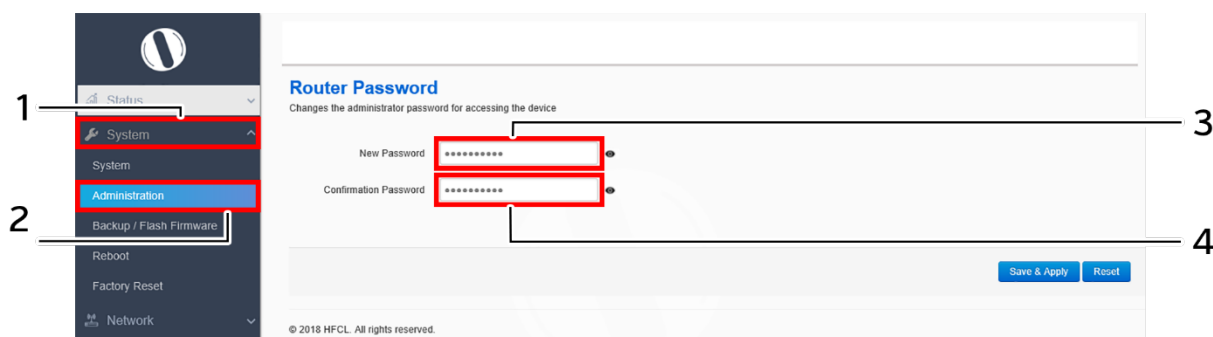 1
Status
System
System
Administration
2
Backup / Flash Firmware
Reboot
Factory Reset
Network
Router Password
Changes the administrator password for accessing the device
New Password ••••••••••
3
Confirmation Password ••••••••••
4
Save & Apply Reset
© 2018 HFCL. All rights reserved.